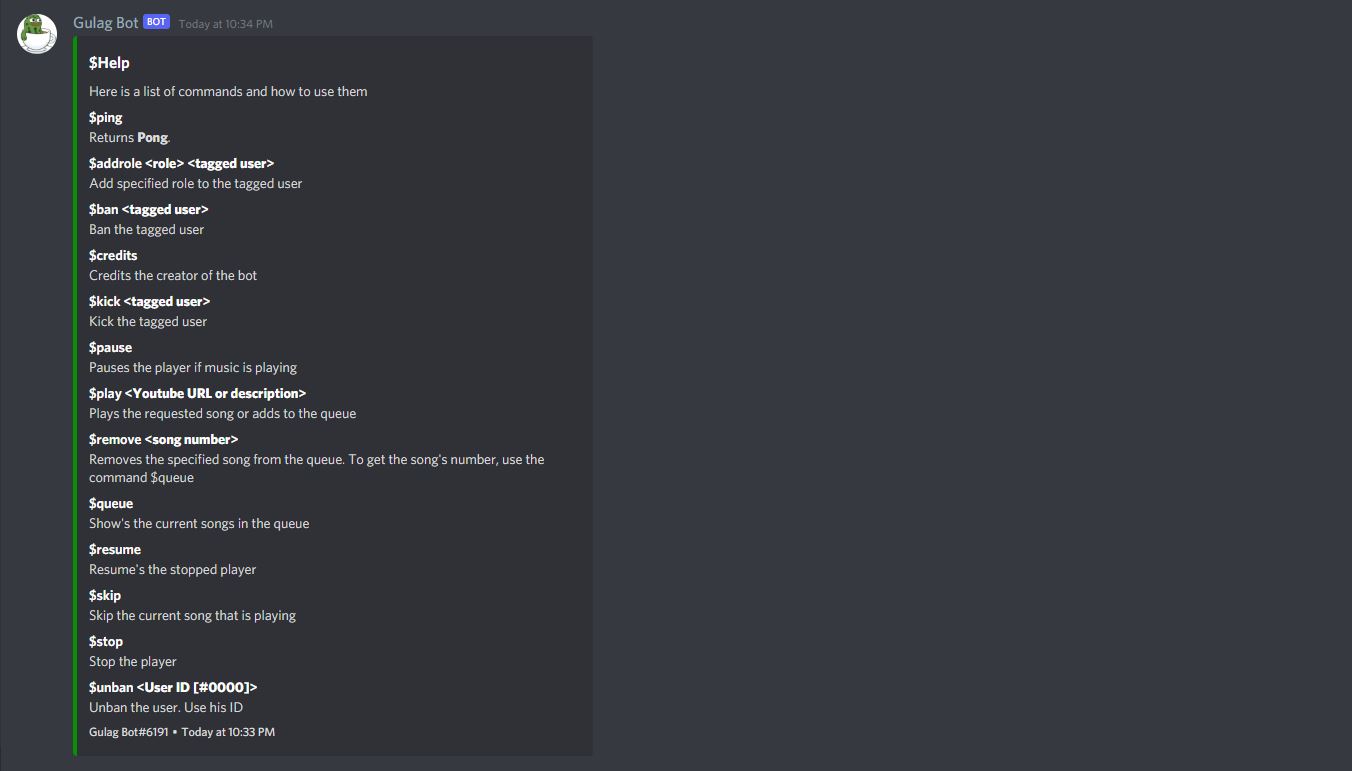 Gulag Bot BOT Today at 10:34 PM
$Help
Here is a list of commands and how to use them
$ping
Returns Pong.
$addrole <role> <tagged user>
Add specified role to the tagged user
$ban <tagged user>
Ban the tagged user
$credits
Credits the creator of the bot
$kick <tagged user>
Kick the tagged user
$pause
Pauses the player if music is playing
$play <Youtube URL or description>
Plays the requested song or adds to the queue
$remove <song number>
Removes the specified song from the queue. To get the song's number, use the
command $queue
$queue
Show's the current songs in the queue
$resume
Resume's the stopped player
$skip
Skip the current song that is playing
$stop
Stop the player
$unban <User ID [#0000]>
Unban the user. Use his ID
Gulag Bot#6191 • Today at 10:33 PM